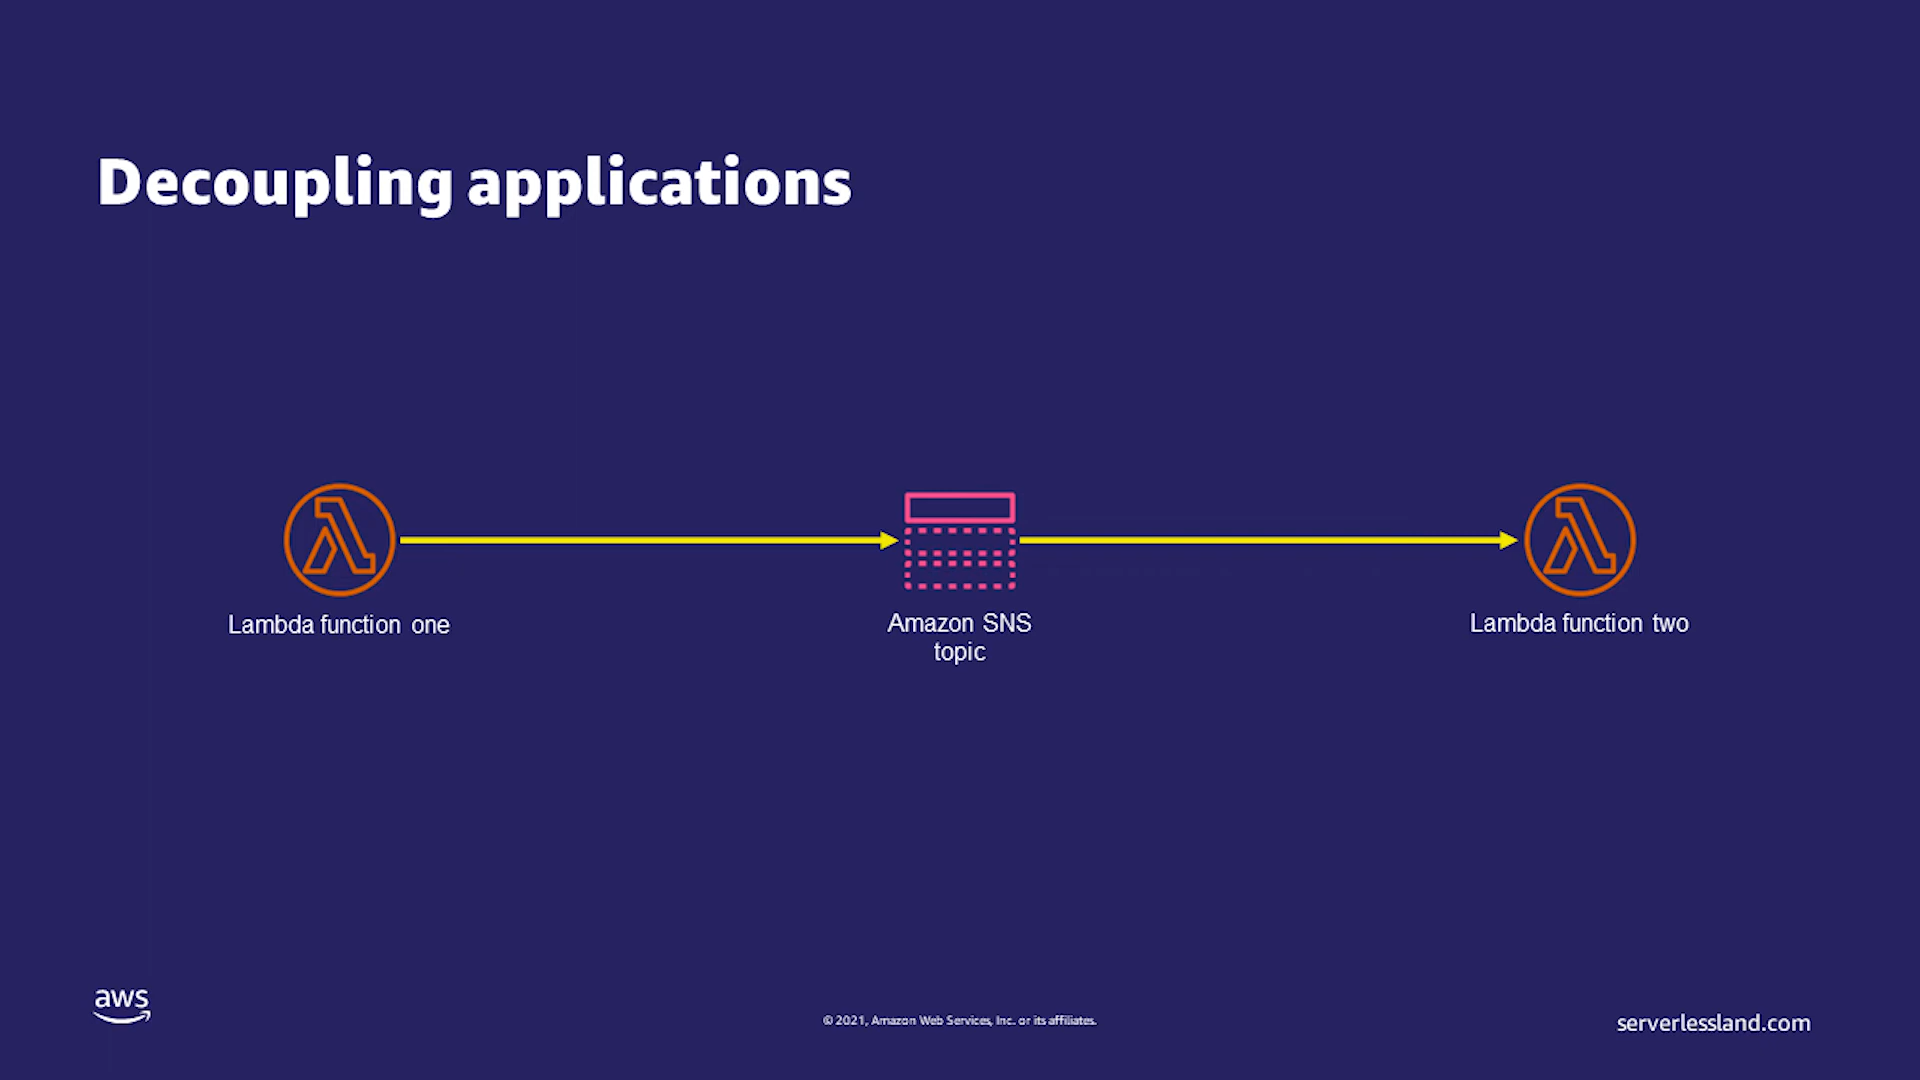 Decoupling applications
Lambda function one
Amazon SNS
topic
Lambda function two
aws
© 2021, Amazon Web Services, Inc. or its affiliates.
serverlessland.com